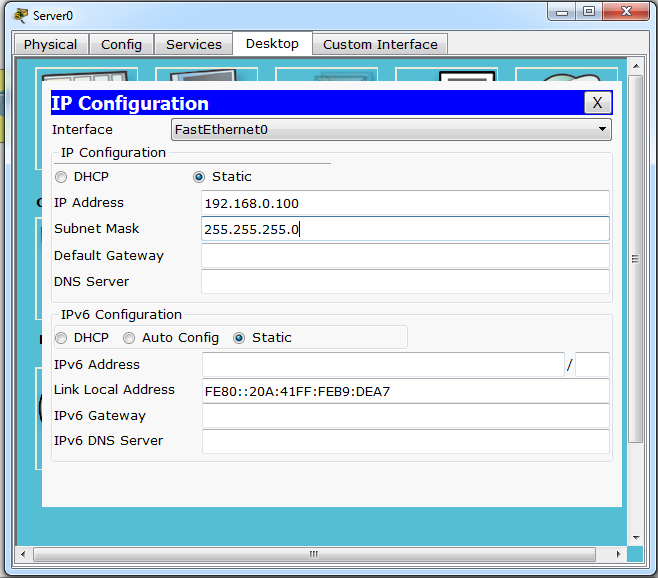 Server0
Physical Config Services Desktop Custom Interface
IP Configuration X
Interface FastEthernet0
IP Configuration
DHCP Static
IP Address 192.168.0.100
Subnet Mask 255.255.255.0
Default Gateway
DNS Server
IPv6 Configuration
DHCP Auto Config Static
IPv6 Address /
Link Local Address FE80::20A:41FF:FEB9:DEA7
IPv6 Gateway
IPv6 DNS Server